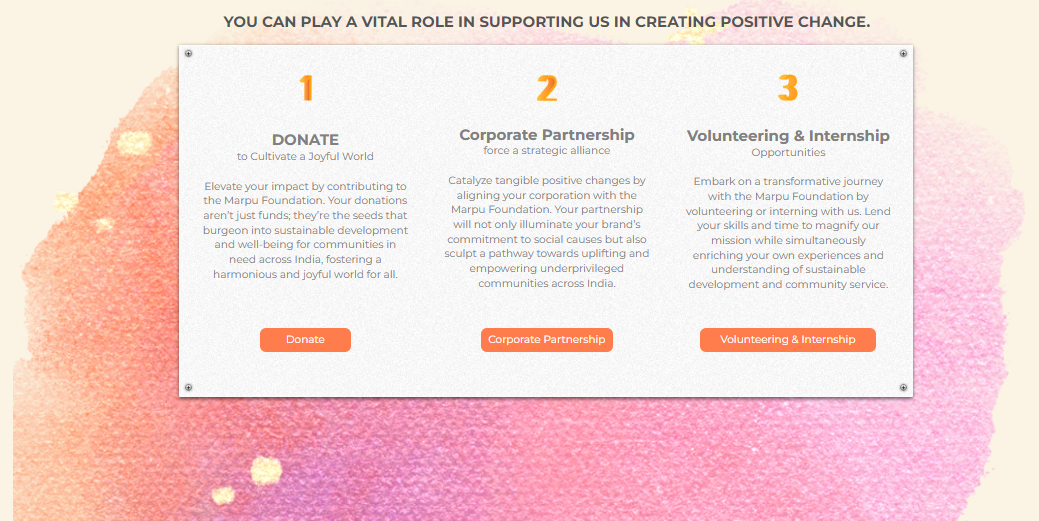 YOU CAN PLAY A VITAL ROLE IN SUPPORTING US IN CREATING POSITIVE CHANGE.
1
DONATE
to Cultivate a Joyful World
Elevate your impact by contributing to
the Marpu Foundation. Your donations
aren't just funds; they're the seeds that
burgeon into sustainable development
and well-being for communities in
need across India, fostering a
harmonious and joyful world for all.
Donate
2
Corporate Partnership
force a strategic alliance
Catalyze tangible positive changes by
aligning your corporation with the
Marpu Foundation. Your partnership
will not only illuminate your brand's
commitment to social causes but also
sculpt a pathway towards uplifting and
empowering underprivileged
communities across India.
Corporate Partnership
3
Volunteering & Internship
Opportunities
Embark on a transformative journey
with the Marpu Foundation by
volunteering or interning with us. Lend
your skills and time to magnify our
mission while simultaneously
enriching your own experiences and
understanding of sustainable
development and community service.
Volunteering & Internship